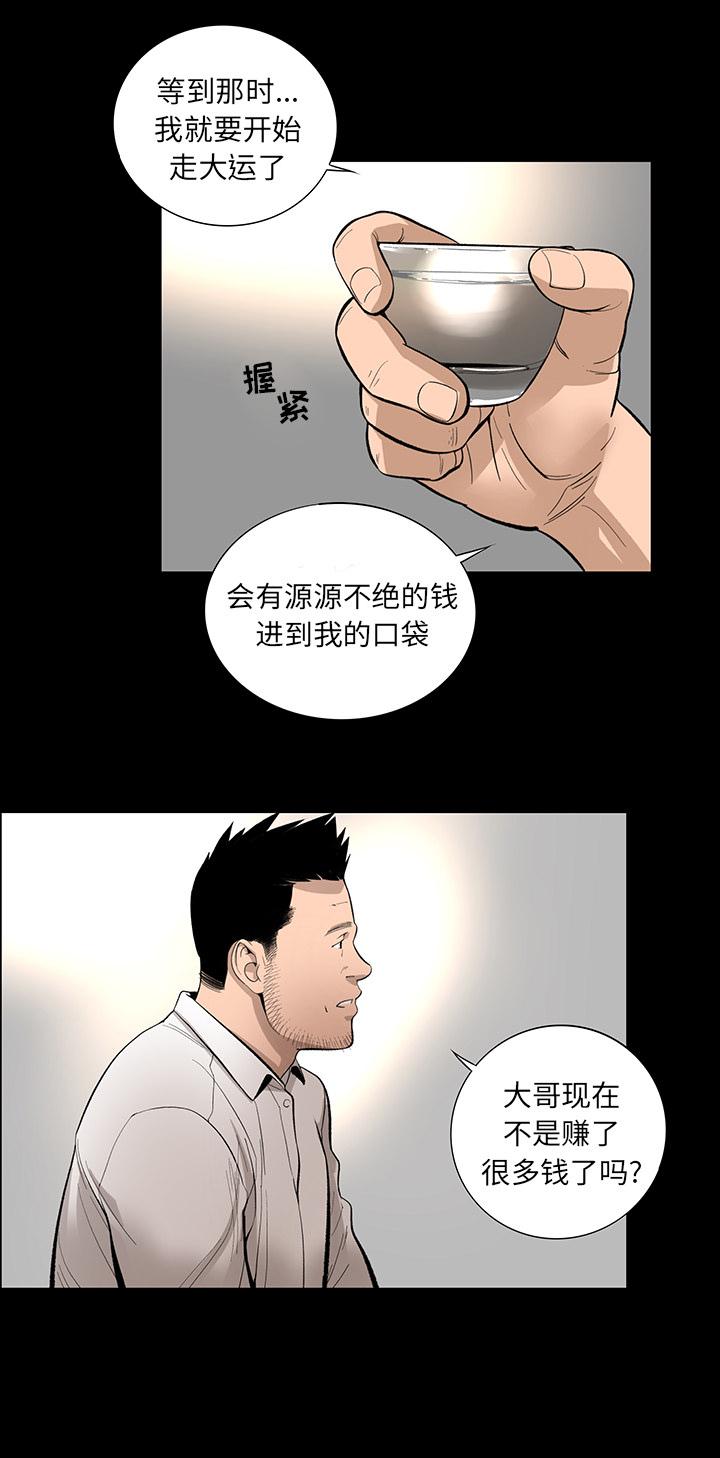 等到那时...
我就要开始
走大运了
握
紧
会有源源不绝的钱
进到我的口袋
大哥现在
不是赚了
很多钱了吗?